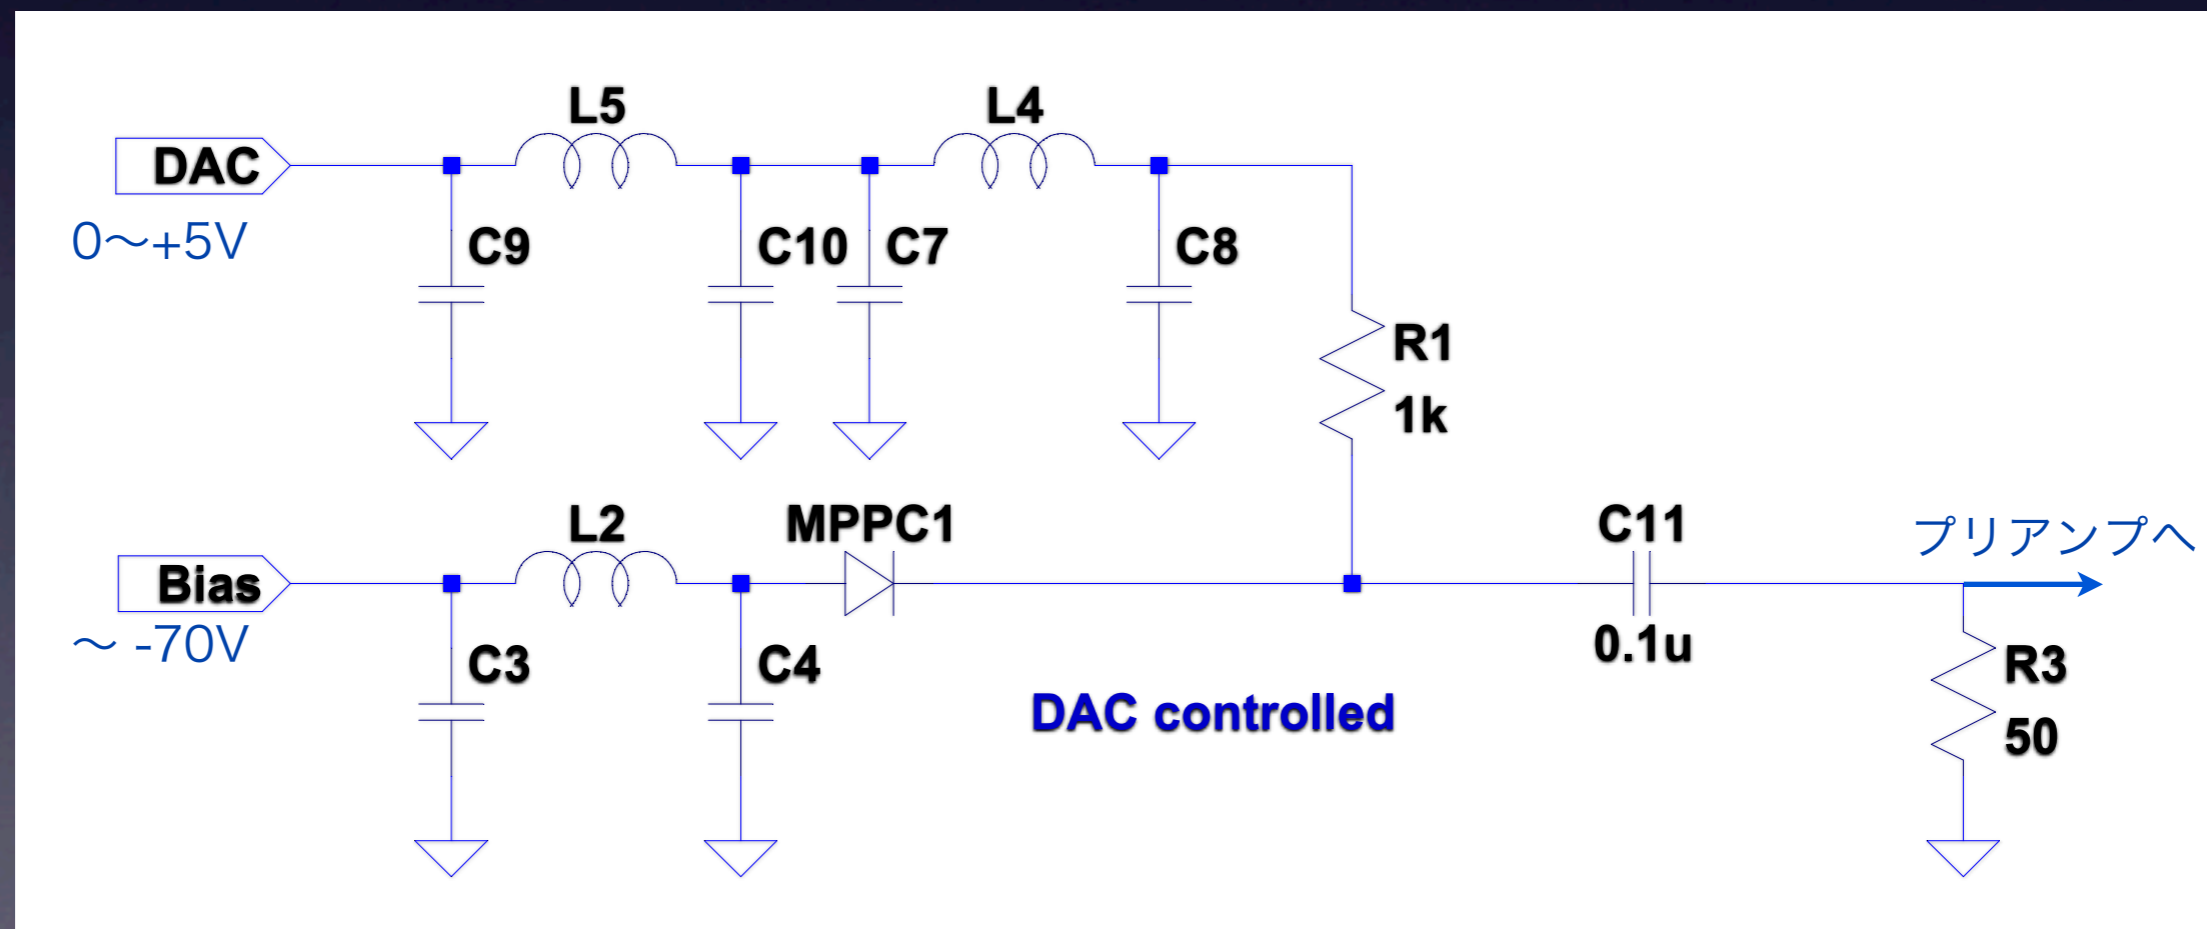 L5
L4
DAC
0〜+5V
C9
C10
C7
C8
R1
1k
L2
MPPC1
C11
プリアンプへ
Bias
〜 -70V
C3
C4
0.1u
R3
50
DAC controlled